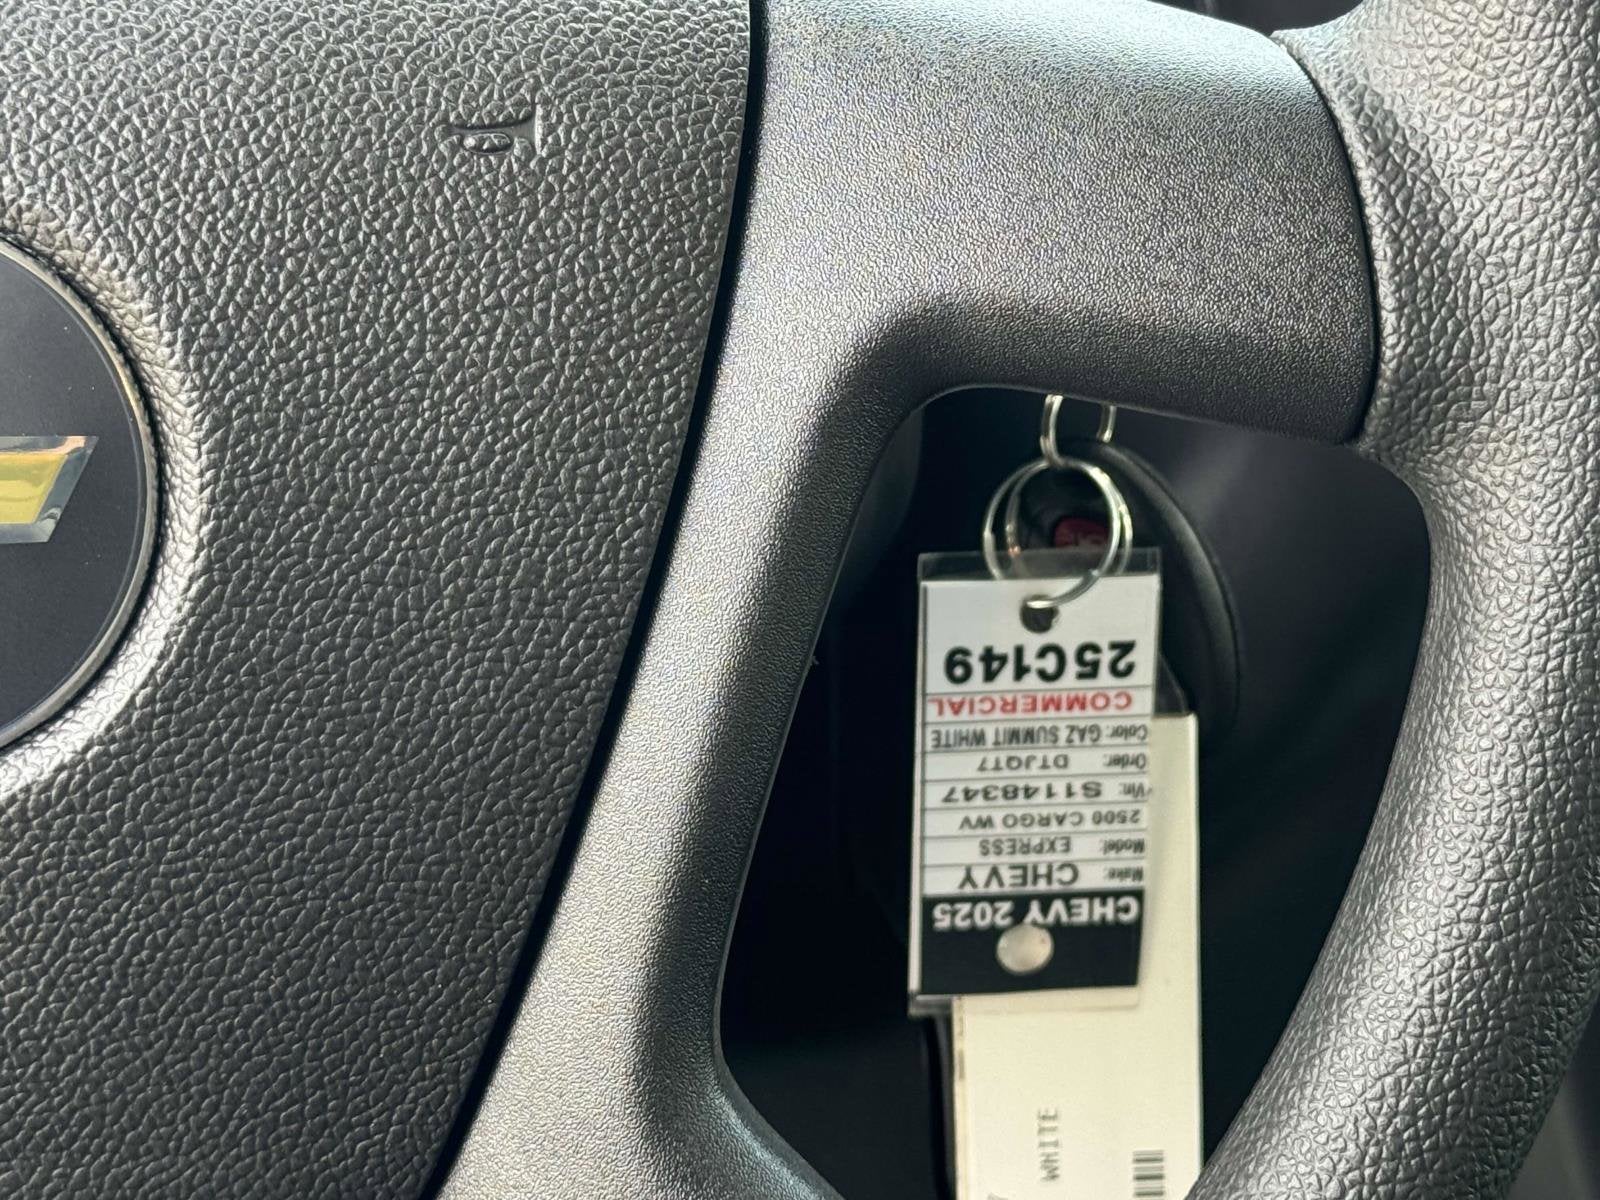 CHEVY 2025
Make: CHEVY
Model: EXPRESS
2500 CARGO WV
Vin: S1148347
Order: DTJQT7
Color: GAZ SUMMIT WHITE
COMMERCIAL
25C149
WHITE